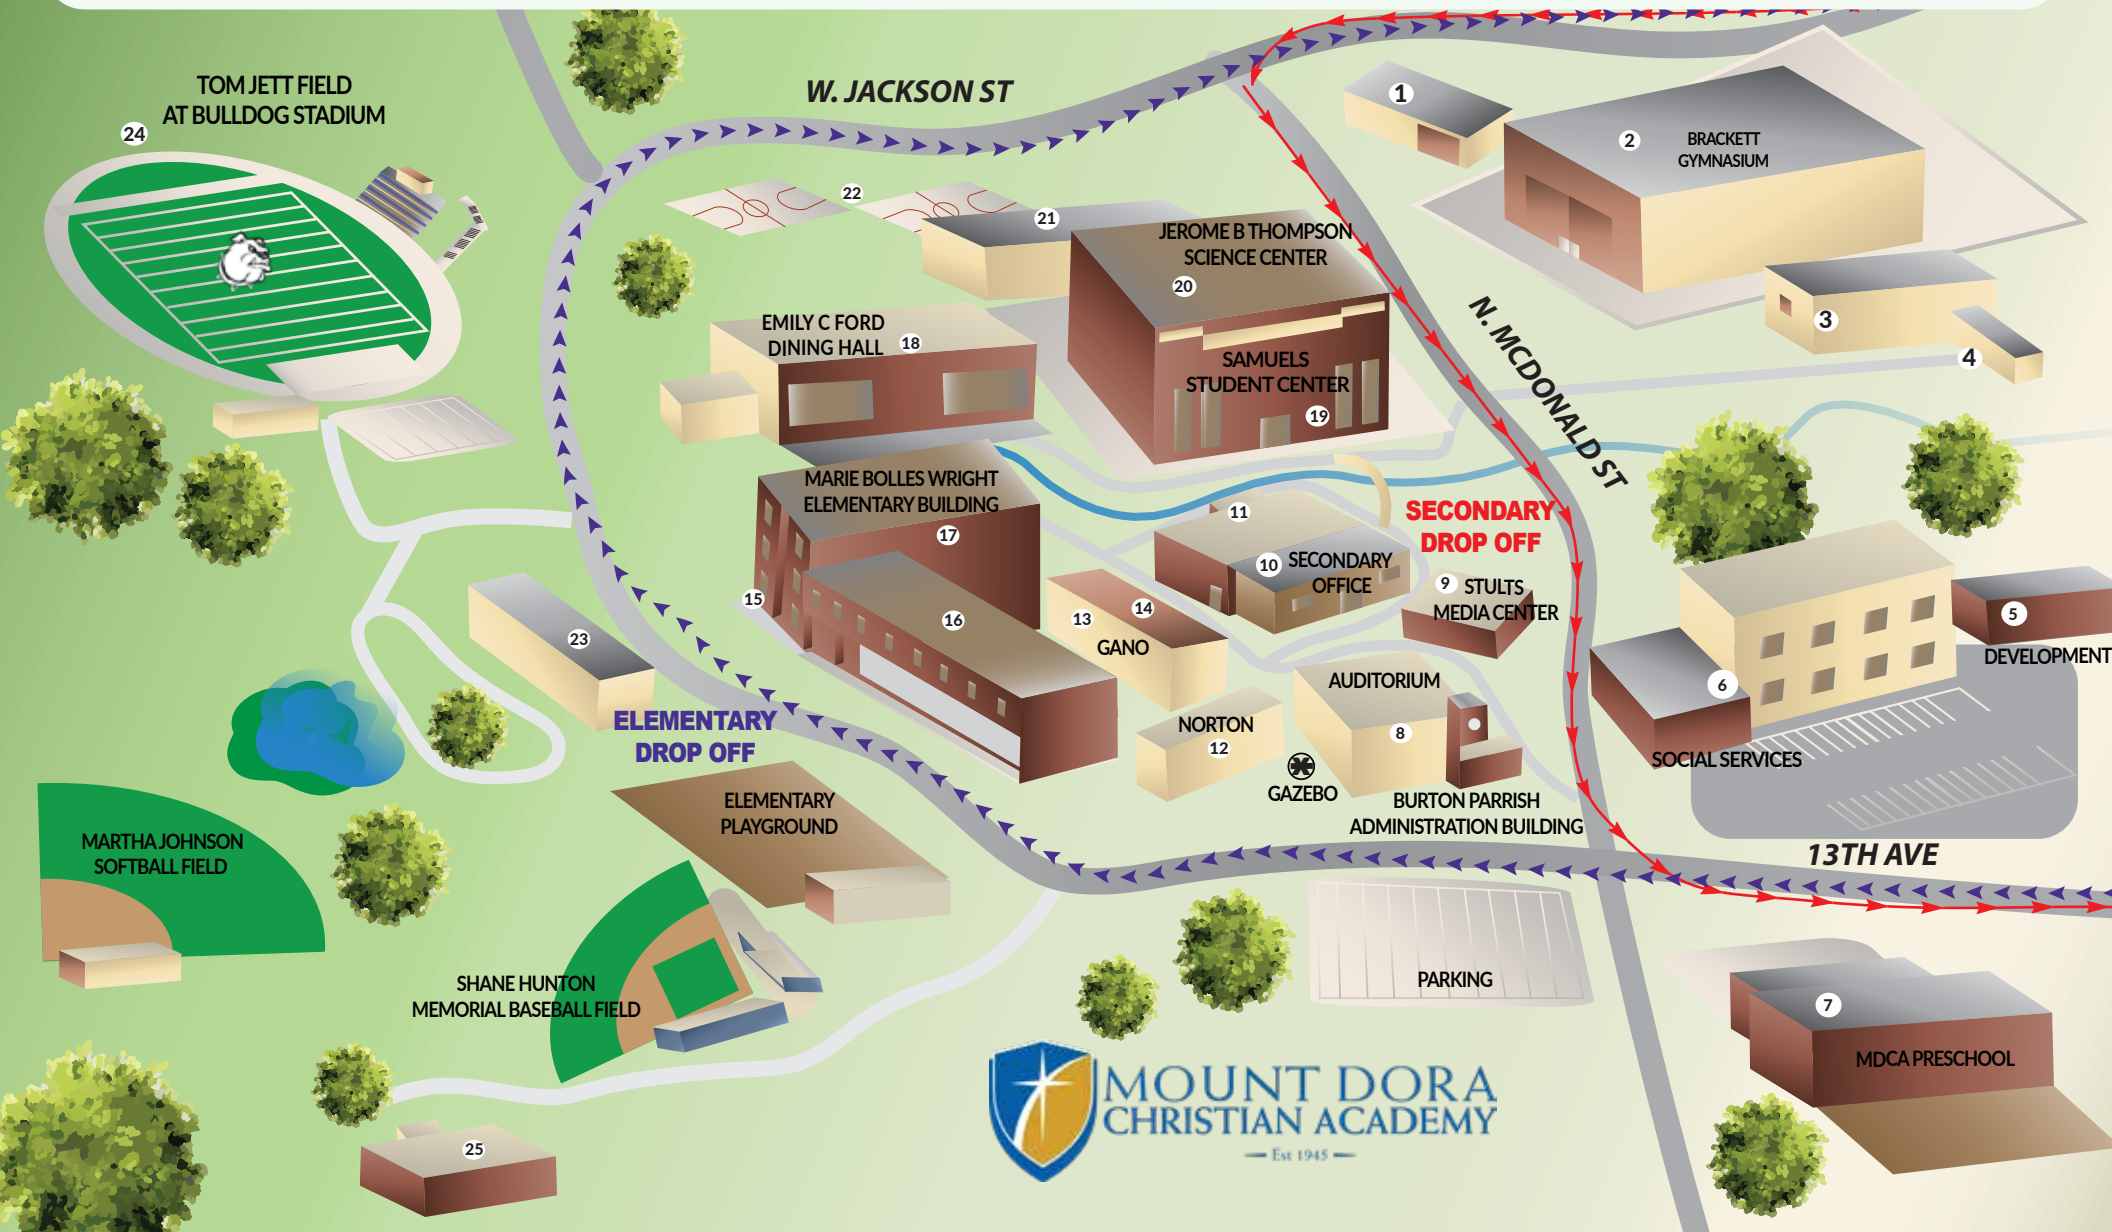 W. JACKSON ST
TOM JETT FIELD
AT BULLDOG STADIUM
24
1
2
BRACKETT
GYMNASIUM
22
21
JEROME B THOMPSON
SCIENCE CENTER
20
N. MCDONALD ST
3
4
EMILY C FORD
DINING HALL
18
SAMUELS
STUDENT CENTER
19
MARIE BOLLES WRIGHT
ELEMENTARY BUILDING
17
11
SECONDARY
DROP OFF
10
SECONDARY
OFFICE
9
STULTS
MEDIA CENTER
15
16
13
14
GANO
23
5
DEVELOPMENT
6
SOCIAL SERVICES
AUDITORIUM
8
NORTON
12
GAZEBO
BURTON PARRISH
ADMINISTRATION BUILDING
ELEMENTARY
DROP OFF
ELEMENTARY
PLAYGROUND
MARTHA JOHNSON
SOFTBALL FIELD
13TH AVE
SHANE HUNTON
MEMORIAL BASEBALL FIELD
PARKING
7
MDCA PRESCHOOL
25
MOUNT DORA
CHRISTIAN ACADEMY
Est 1945